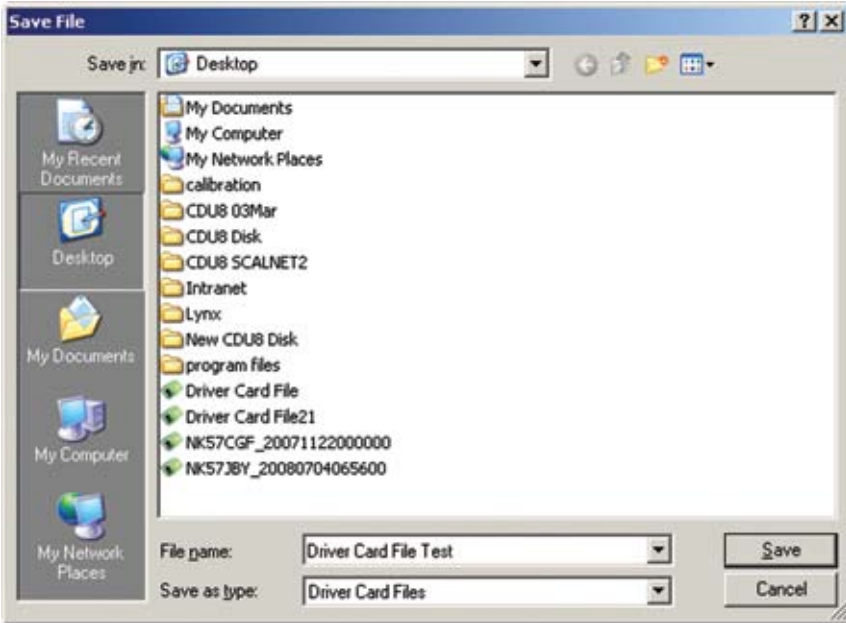 Save File
Save in: Desktop
My Recent Documents
Desktop
My Documents
My Computer
My Network Places
My Documents
My Computer
My Network Places
calibration
CDU8 03Mar
CDU8 Disk
CDU8 SCALNET2
Intranet
Lynx
New CDU8 Disk
program files
Driver Card File
Driver Card File21
NK57CGF_20071122000000
NK57JBY_20080704065600
File name: Driver Card File Test
Save
Save as type: Driver Card Files
Cancel